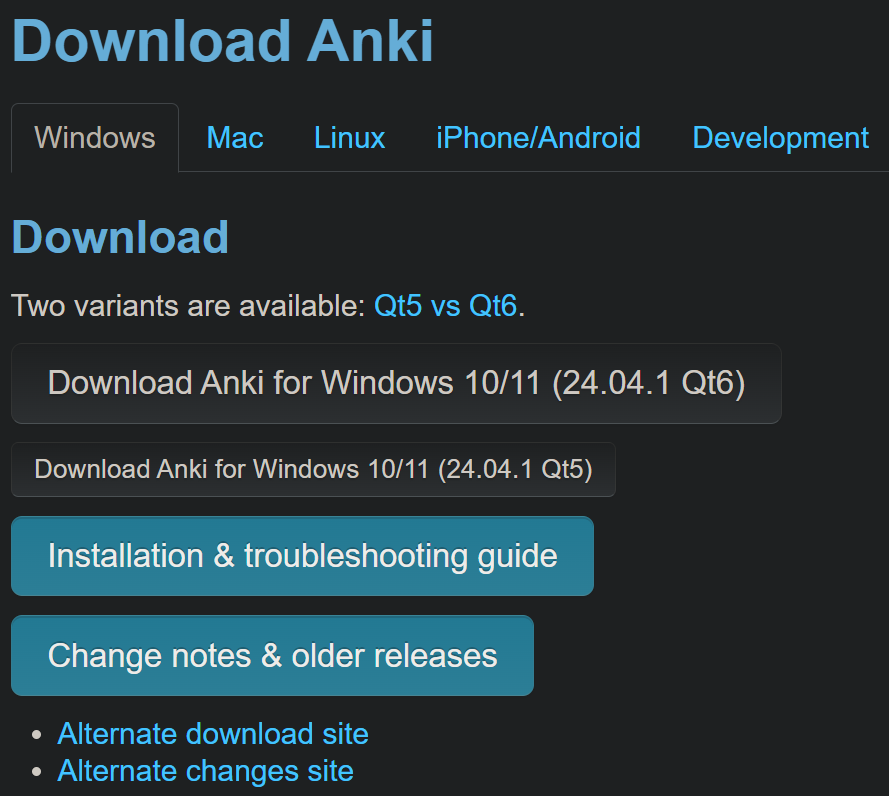 Download Anki
Windows Mac Linux iPhone/Android Development
Download
Two variants are available: Qt5 vs Qt6.
Download Anki for Windows 10/11 (24.04.1 Qt6)
Download Anki for Windows 10/11 (24.04.1 Qt5)
Installation & troubleshooting guide
Change notes & older releases
• Alternate download site
• Alternate changes site